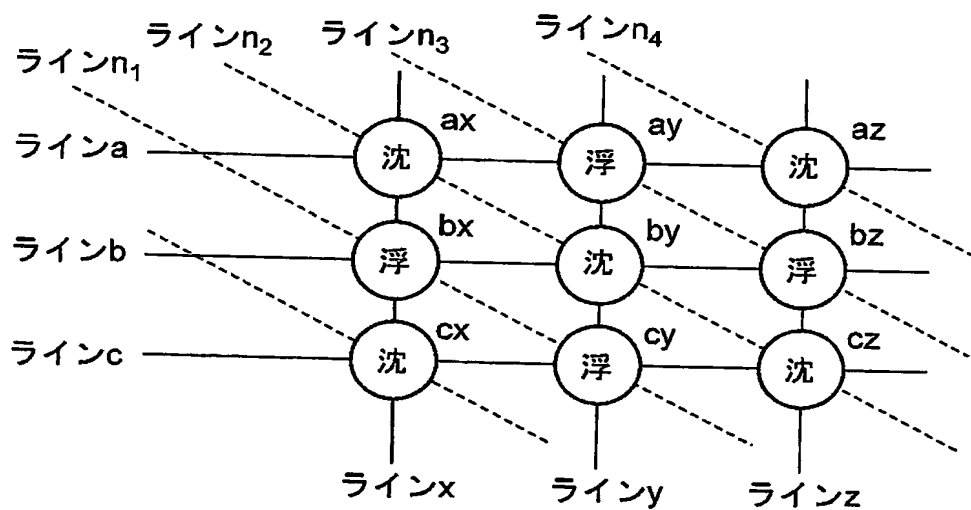 ラインn₁
ラインn₂
ラインn₃
ラインn₄
ラインa
沈
ax
浮
ay
沈
az
ラインb
浮
bx
沈
by
浮
bz
ラインc
沈
cx
浮
cy
沈
cz
ラインx
ラインy
ラインz